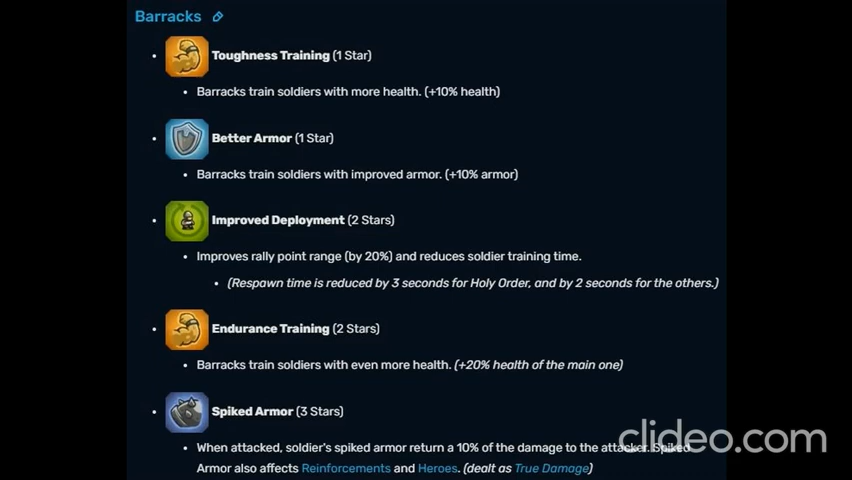 Barracks
Toughness Training (1 Star)
Barracks train soldiers with more health. (+10% health)
Better Armor (1 Star)
Barracks train soldiers with improved armor. (+10% armor)
Improved Deployment (2 Stars)
Improves rally point range (by 20%) and reduces soldier training time.
(Respawn time is reduced by 3 seconds for Holy Order, and by 2 seconds for the others.)
Endurance Training (2 Stars)
Barracks train soldiers with even more health. (+20% health of the main one)
Spiked Armor (3 Stars)
When attacked, soldier's spiked armor return a 10% of the damage to the attacker. Spiked
Armor also affects Reinforcements and Heroes. (dealt as True Damage)
clideo.com